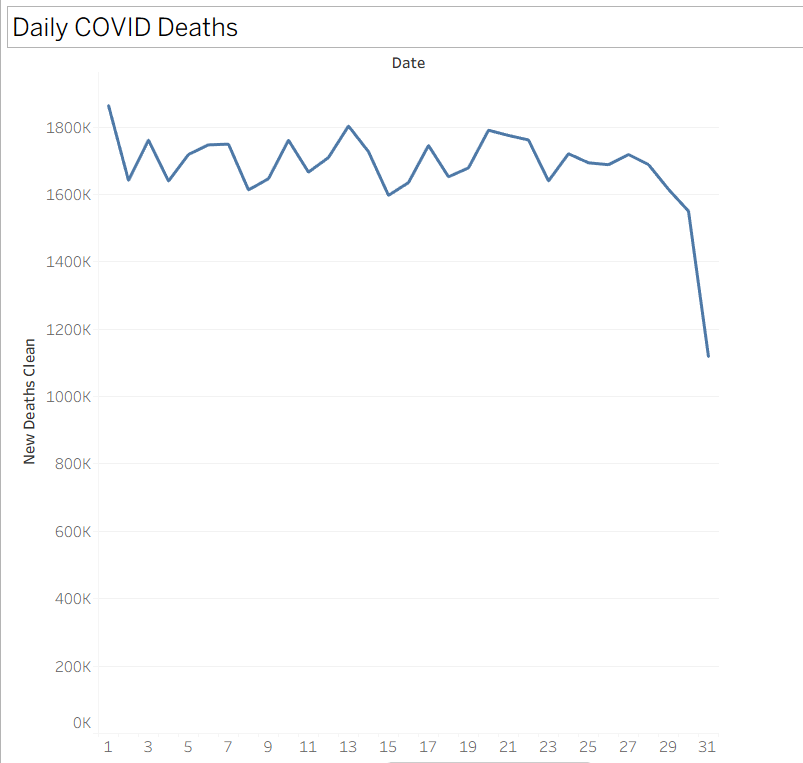 Daily COVID Deaths
Date
New Deaths Clean
1800K
1600K
1400K
1200K
1000K
800K
600K
400K
200K
0K
1 3 5 7 9 11 13 15 17 19 21 23 25 27 29 31